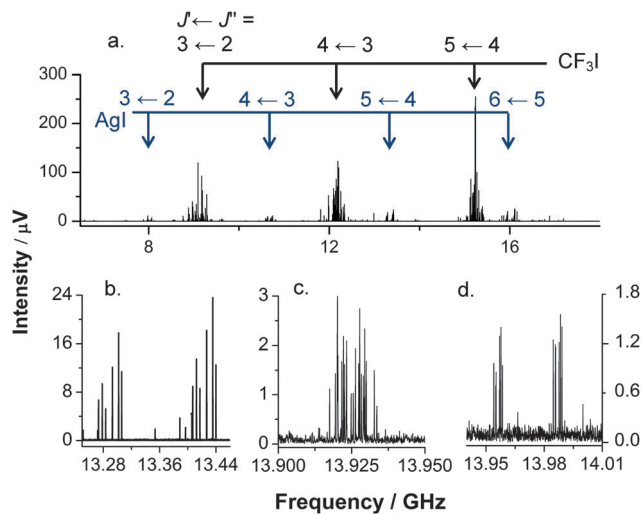 J' ← J'' =
a. 3 ← 2 4 ← 3 5 ← 4 CF₃I
300
3 ← 2 4 ← 3 5 ← 4 6 ← 5
AgI
200
100
0
8 12 16
Intensity / μV
b. c. d.
24 3 1.8
16 2 1.2
8 1 0.6
0 0 0.0
13.28 13.36 13.44 13.900 13.925 13.950 13.95 13.98 14.01
Frequency / GHz